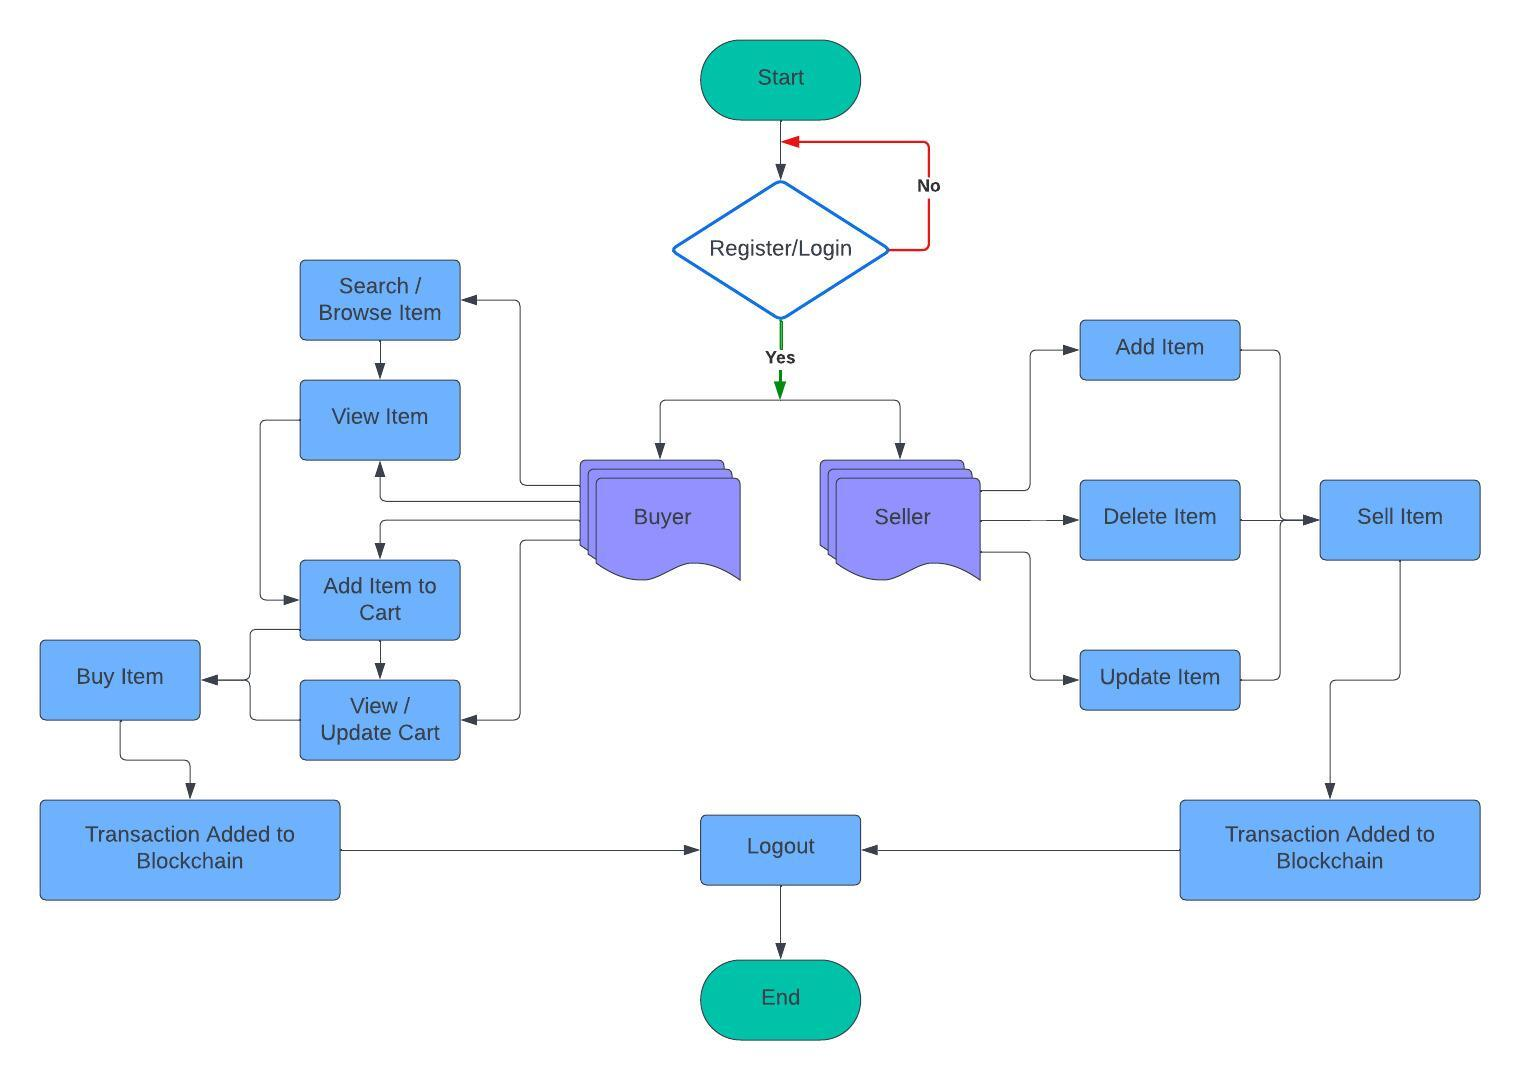 Start
No
Register/Login
Yes
Search /
Browse Item
View Item
Add Item to
Cart
View /
Update Cart
Buy Item
Buyer
Seller
Add Item
Delete Item
Update Item
Sell Item
Transaction Added to
Blockchain
Logout
Transaction Added to
Blockchain
End